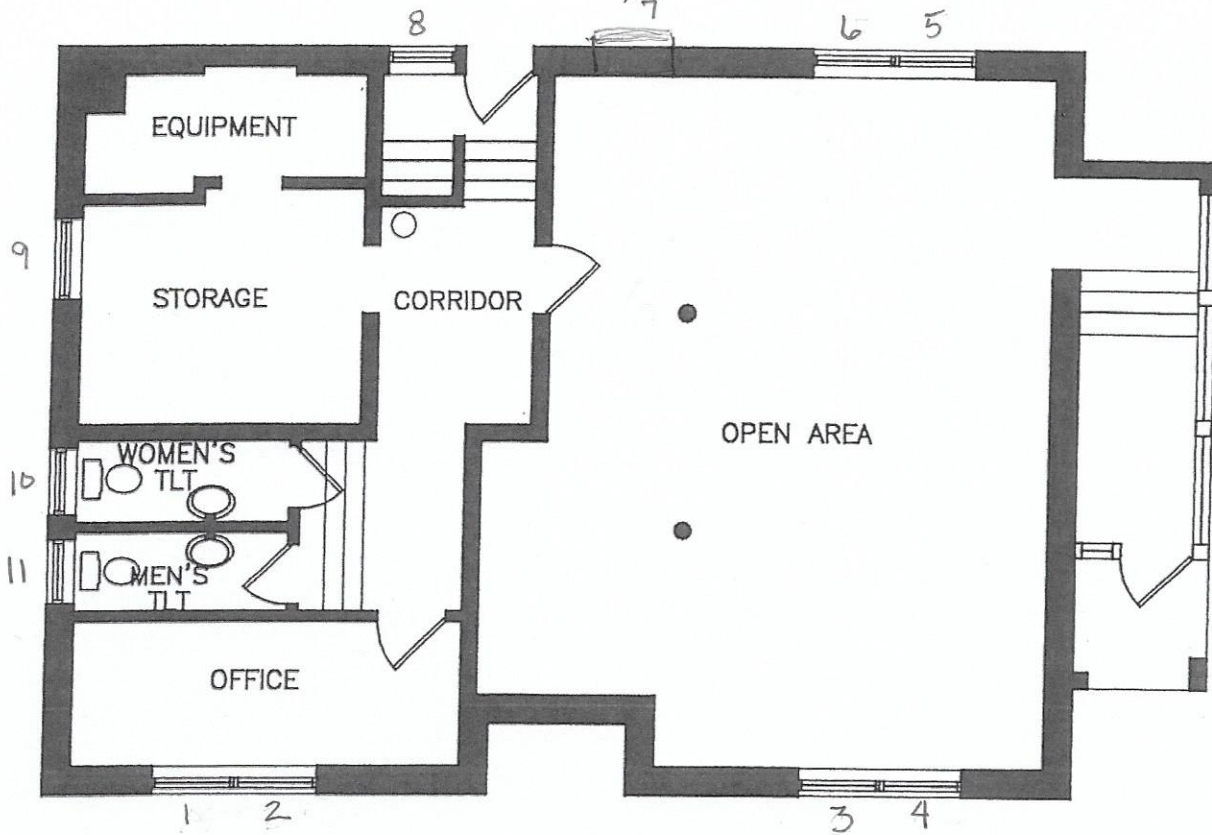 7
8
6 5
EQUIPMENT
9
STORAGE
CORRIDOR
OPEN AREA
10
WOMEN'S
TLT
11
MEN'S
TLT
OFFICE
1 2
3 4